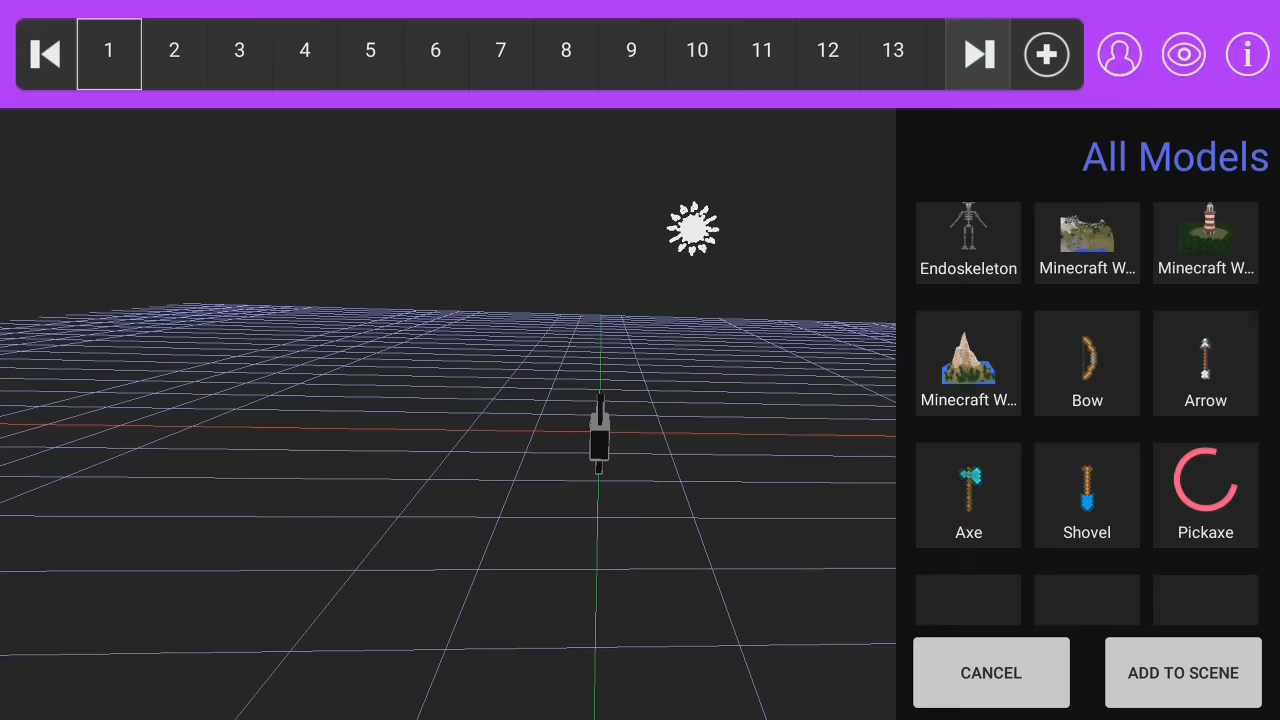 1 2 3 4 5 6 7 8 9 10 11 12 13
i
All Models
Endoskeleton Minecraft W... Minecraft W...
Minecraft W... Bow Arrow
Axe Shovel Pickaxe
CANCEL ADD TO SCENE